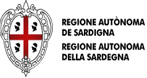 REGIONE AUTÒNOMA
DE SARDIGNA
REGIONE AUTONOMA
DELLA SARDEGNA